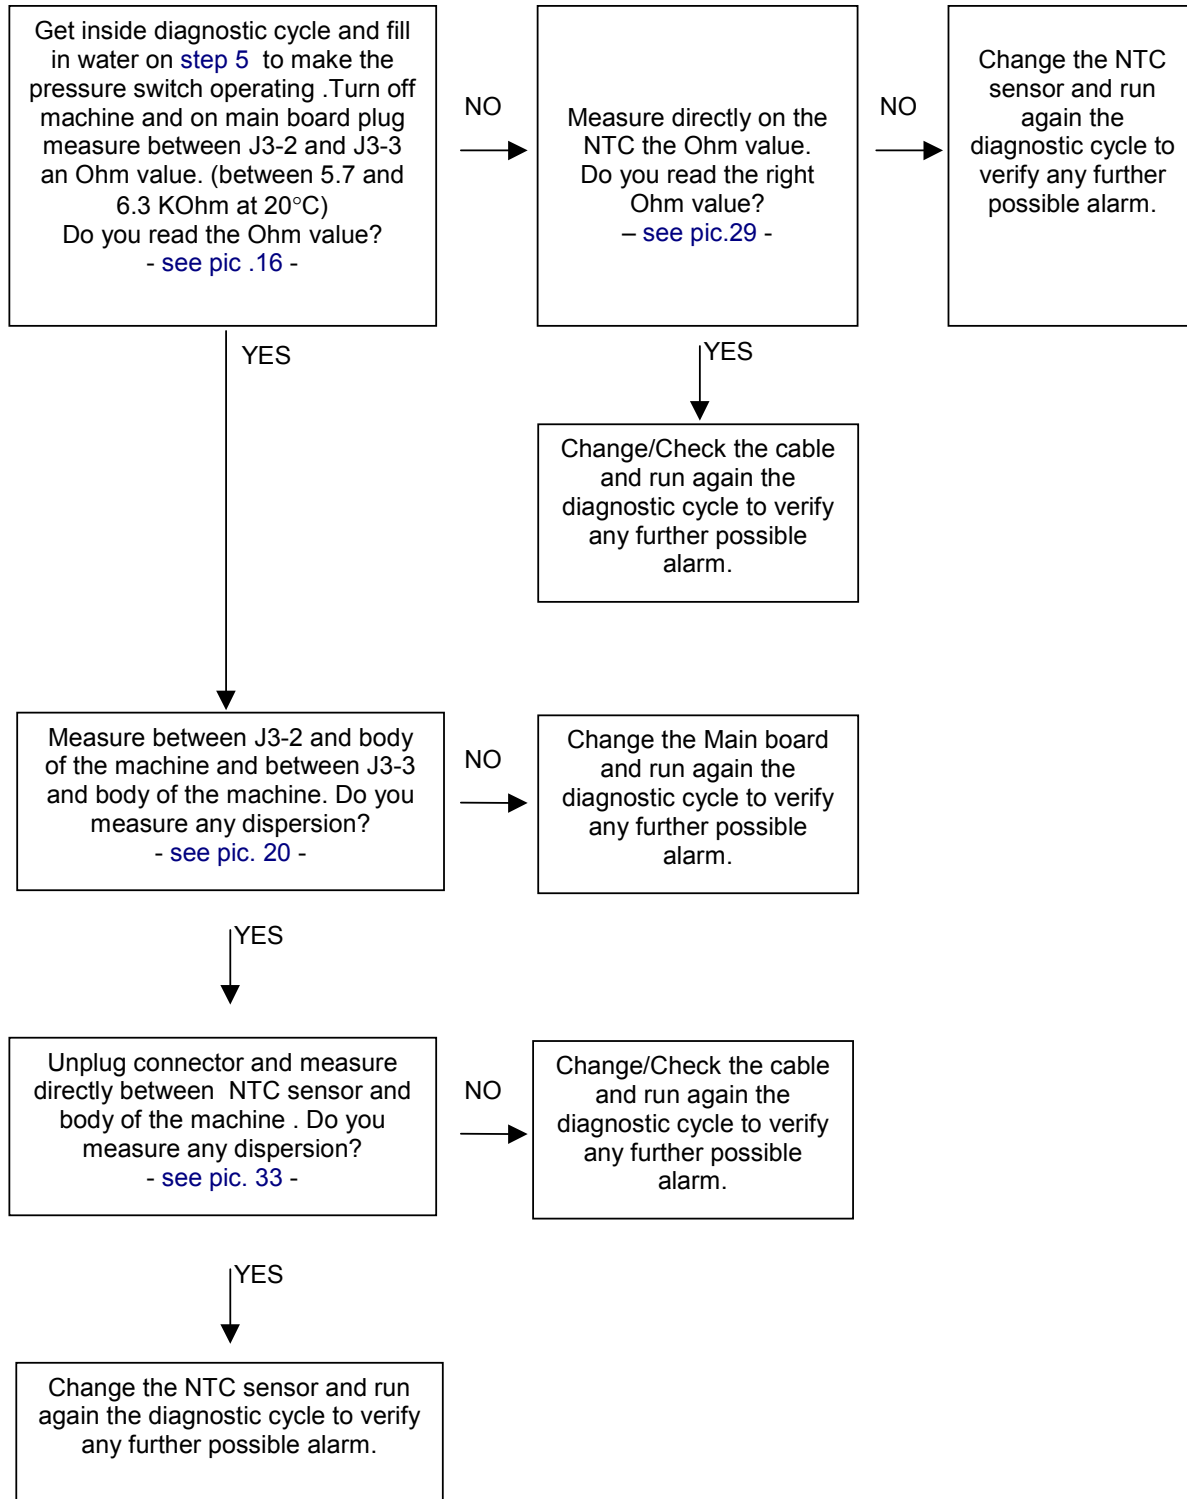 Get inside diagnostic cycle and fill
in water on step 5 to make the
pressure switch operating .Turn off
machine and on main board plug
measure between J3-2 and J3-3
an Ohm value. (between 5.7 and
6.3 KOhm at 20°C)
Do you read the Ohm value?
- see pic .16 -
NO
Measure directly on the
NTC the Ohm value.
Do you read the right
Ohm value?
– see pic.29 -
NO
Change the NTC
sensor and run
again the
diagnostic cycle to
verify any further
possible alarm.
YES
YES
Change/Check the cable
and run again the
diagnostic cycle to verify
any further possible
alarm.
Measure between J3-2 and body
of the machine and between J3-3
and body of the machine. Do you
measure any dispersion?
- see pic. 20 -
NO
Change the Main board
and run again the
diagnostic cycle to verify
any further possible
alarm.
YES
Unplug connector and measure
directly between NTC sensor and
body of the machine . Do you
measure any dispersion?
- see pic. 33 -
NO
Change/Check the cable
and run again the
diagnostic cycle to verify
any further possible
alarm.
YES
Change the NTC sensor and run
again the diagnostic cycle to verify
any further possible alarm.